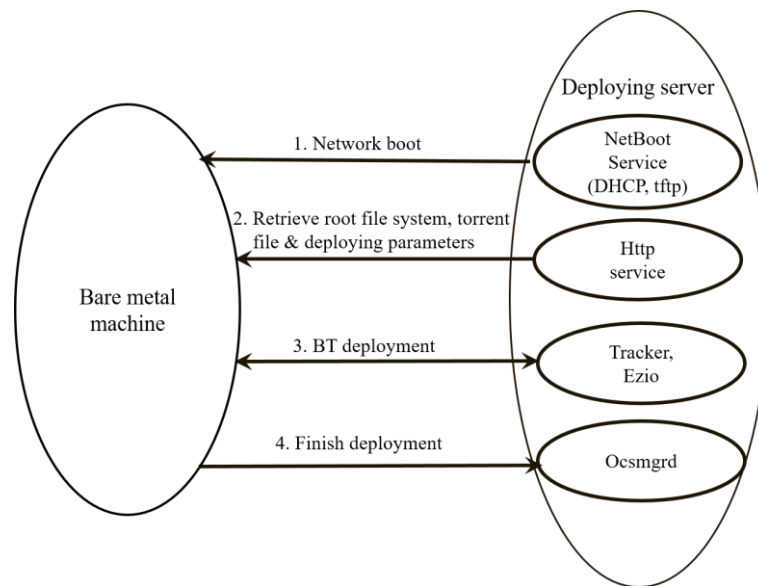 Deploying server
1. Network boot
NetBoot
Service
(DHCP, tftp)
2. Retrieve root file system, torrent
file & deploying parameters
Http
service
Bare metal
machine
3. BT deployment
Tracker,
Ezio
4. Finish deployment
Ocsmgrd